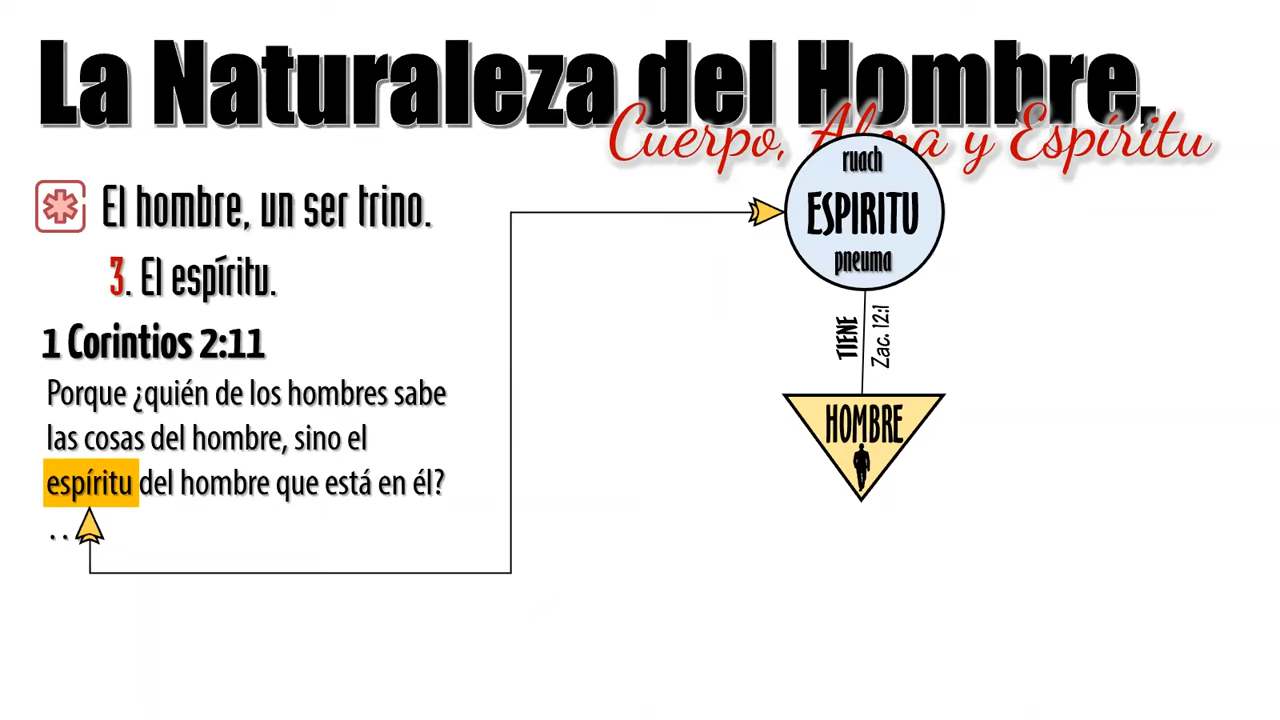 La Naturaleza del Hombre.
Cuerpo, Alma y Espíritu
El hombre, un ser trino.
3. El espíritu.
1 Corintios 2:11
Porque ¿quién de los hombres sabe
las cosas del hombre, sino el
espíritu del hombre que está en él?
. .
ruach
ESPIRITU
pneuma
TIENE
Zac. 12:1
HOMBRE